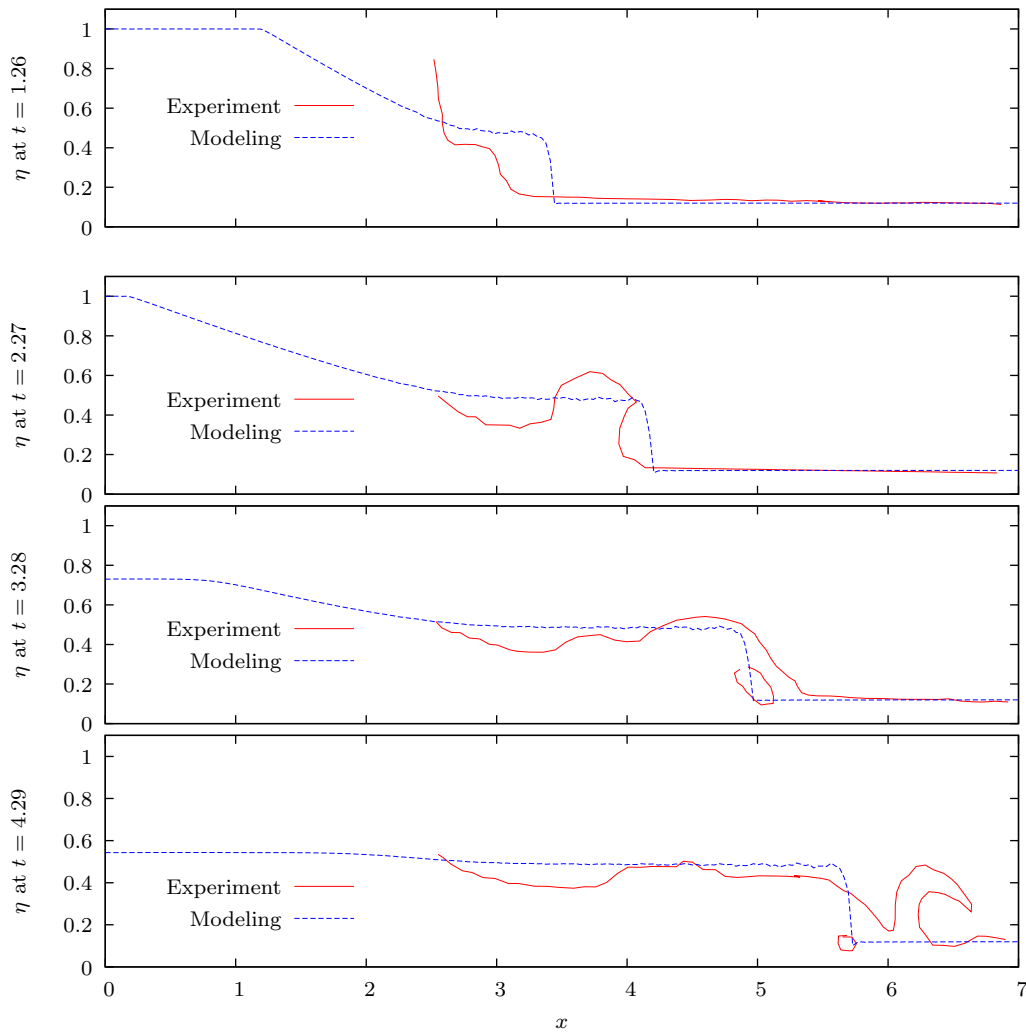 1
0.8
0.6
0.4
0.2
0
η at t = 1.26
Experiment
Modeling
1
0.8
0.6
0.4
0.2
0
η at t = 2.27
Experiment
Modeling
1
0.8
0.6
0.4
0.2
0
η at t = 3.28
Experiment
Modeling
1
0.8
0.6
0.4
0.2
0
η at t = 4.29
Experiment
Modeling
0 1 2 3 4 5 6 7
x